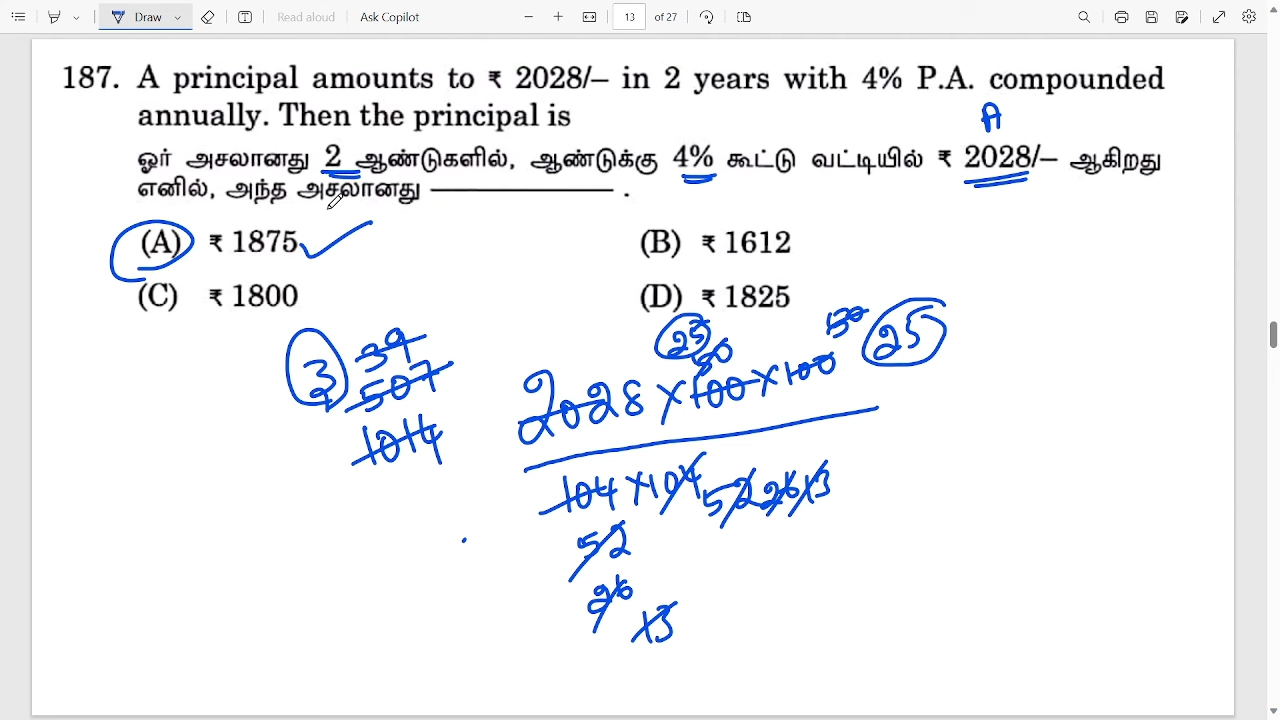 Draw
Read aloud
Ask Copilot
13 of 27
187. A principal amounts to ₹ 2028/– in 2 years with 4% P.A. compounded
annually. Then the principal is
A
ஓர் அசலானது 2 ஆண்டுகளில், ஆண்டுக்கு 4% கூட்டு வட்டியில் ₹ 2028/– ஆகிறது
எனில், அந்த அசலானது ———————— .
(A) ₹ 1875 (B) ₹ 1612
(C) ₹ 1800 (D) ₹ 1825
3 39 25 50 50 25
507 2028 × 100 × 100
1014
104 × 104 52 26 13
52
26
13